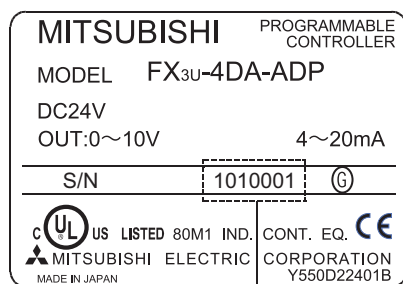 MITSUBISHI PROGRAMMABLE CONTROLLER
MODEL FX3U-4DA-ADP
DC24V
OUT:0～10V 4～20mA
S/N 1010001 Ⓖ
C UL US LISTED 80M1 IND. CONT. EQ. CE
MITSUBISHI ELECTRIC CORPORATION
MADE IN JAPAN Y550D22401B